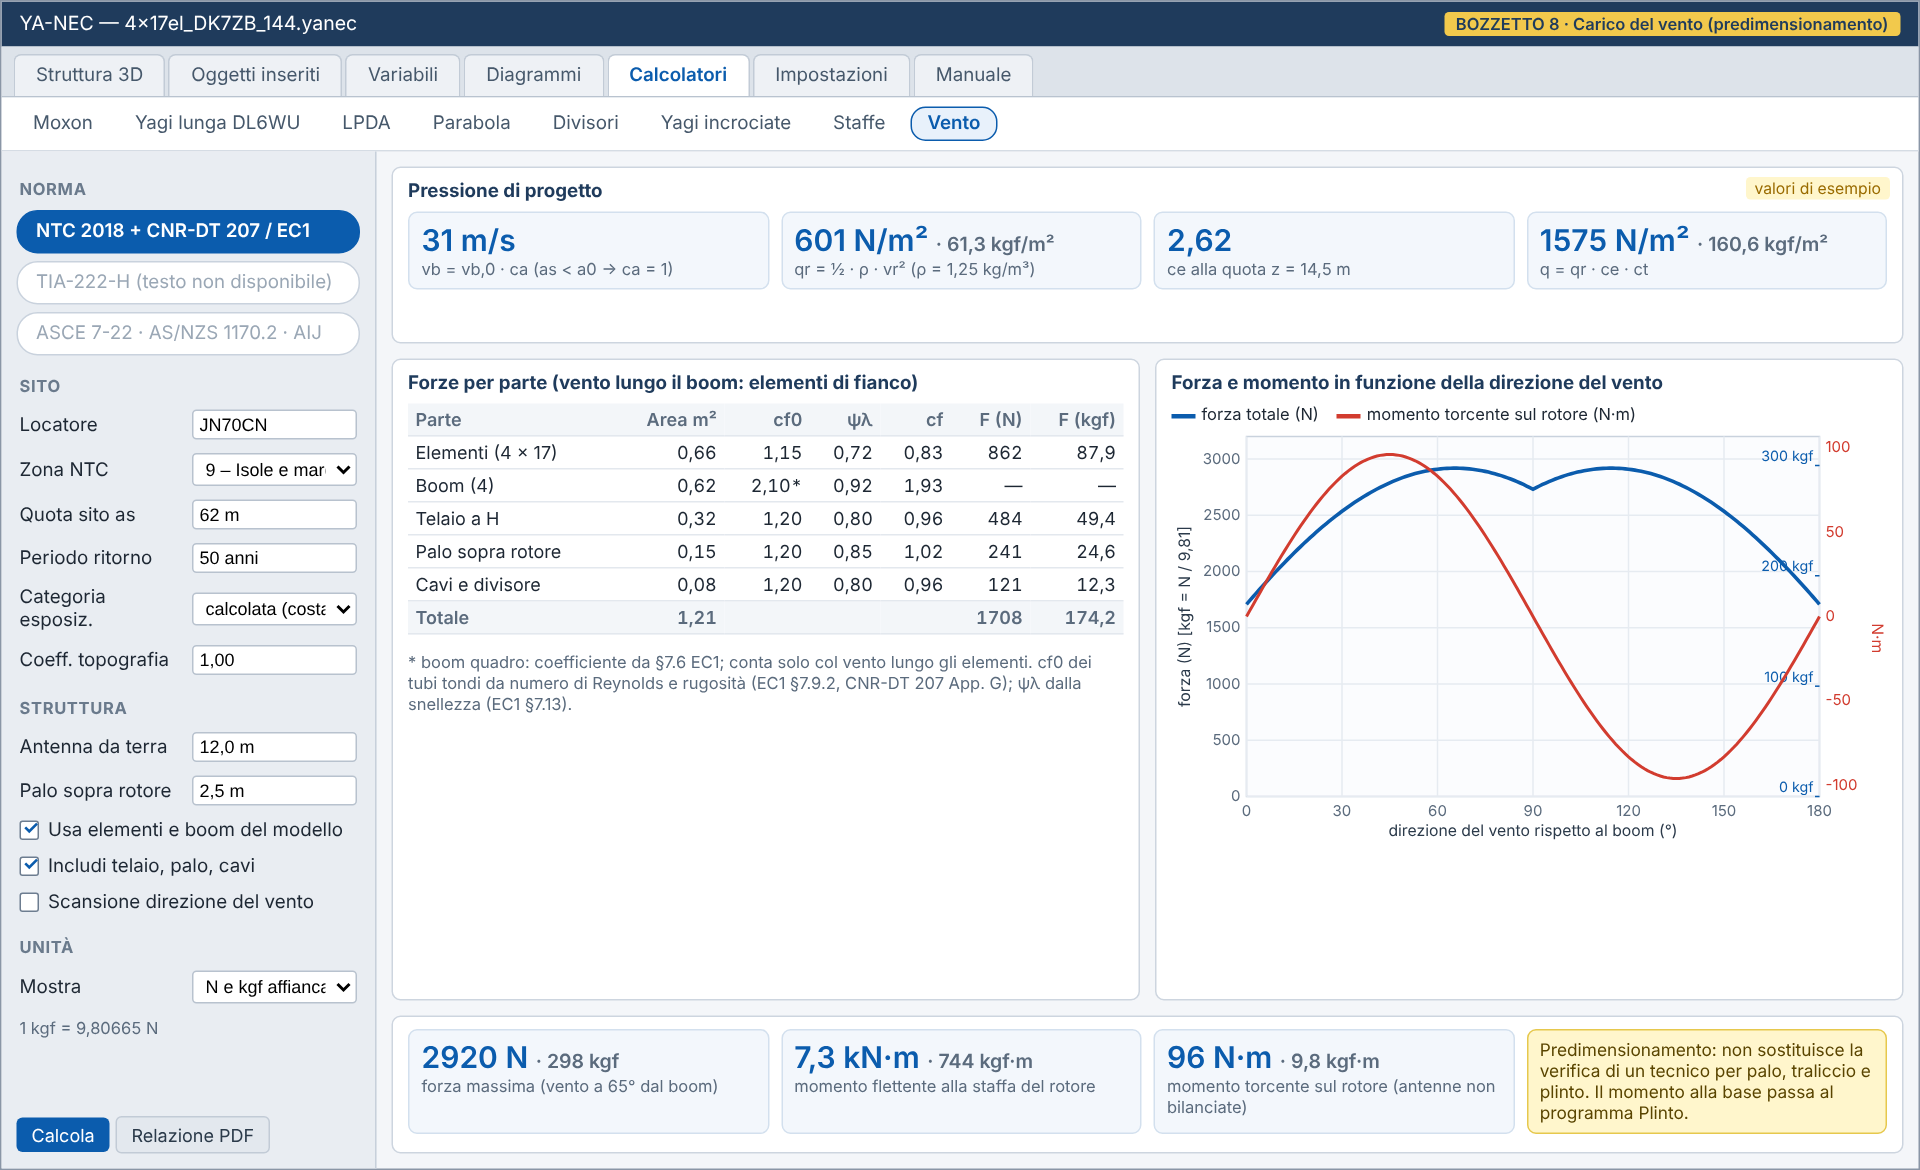 YA-NEC — 4×17el_DK7ZB_144.yanec
BOZZETTO 8 · Carico del vento (predimensionamento)
Struttura 3D
Oggetti inseriti
Variabili
Diagrammi
Calcolatori
Impostazioni
Manuale
Moxon
Yagi lunga DL6WU
LPDA
Parabola
Divisori
Yagi incrociate
Staffe
Vento
NORMA
NTC 2018 + CNR-DT 207 / EC1
TIA-222-H (testo non disponibile)
ASCE 7-22 · AS/NZS 1170.2 · AIJ
SITO
Locatore JN70CN
Zona NTC 9 – Isole e mar
Quota sito as 62 m
Periodo ritorno 50 anni
Categoria
esposiz.
calcolata (costa
Coeff. topografia 1,00
STRUTTURA
Antenna da terra 12,0 m
Palo sopra rotore 2,5 m
Usa elementi e boom del modello
Includi telaio, palo, cavi
Scansione direzione del vento
UNITÀ
Mostra N e kgf affianca
1 kgf = 9,80665 N
Calcola
Relazione PDF
Pressione di progetto
valori di esempio
31 m/s
vb = vb,0 · ca (as < a0 → ca = 1)
601 N/m² · 61,3 kgf/m²
qr = ½ · ρ · vr² (ρ = 1,25 kg/m³)
2,62
ce alla quota z = 14,5 m
1575 N/m² · 160,6 kgf/m²
q = qr · ce · ct
Forze per parte (vento lungo il boom: elementi di fianco)
Parte Area m² cf0 ψλ cf F (N) F (kgf)
Elementi (4 × 17) 0,66 1,15 0,72 0,83 862 87,9
Boom (4) 0,62 2,10* 0,92 1,93 — —
Telaio a H 0,32 1,20 0,80 0,96 484 49,4
Palo sopra rotore 0,15 1,20 0,85 1,02 241 24,6
Cavi e divisore 0,08 1,20 0,80 0,96 121 12,3
Totale 1,21 1708 174,2
* boom quadro: coefficiente da §7.6 EC1; conta solo col vento lungo gli elementi. cf0 dei
tubi tondi da numero di Reynolds e rugosità (EC1 §7.9.2, CNR-DT 207 App. G); ψλ dalla
snellezza (EC1 §7.13).
Forza e momento in funzione della direzione del vento
forza totale (N)
momento torcente sul rotore (N·m)
forza (N) [kgf = N / 9,81]
3000
2500
2000
1500
1000
500
0
300 kgf
200 kgf
100 kgf
0 kgf
100
50
0
-50
-100
N·m
0 30 60 90 120 150 180
direzione del vento rispetto al boom (°)
2920 N · 298 kgf
forza massima (vento a 65° dal boom)
7,3 kN·m · 744 kgf·m
momento flettente alla staffa del rotore
96 N·m · 9,8 kgf·m
momento torcente sul rotore (antenne non
bilanciate)
Predimensionamento: non sostituisce la
verifica di un tecnico per palo, traliccio e
plinto. Il momento alla base passa al
programma Plinto.